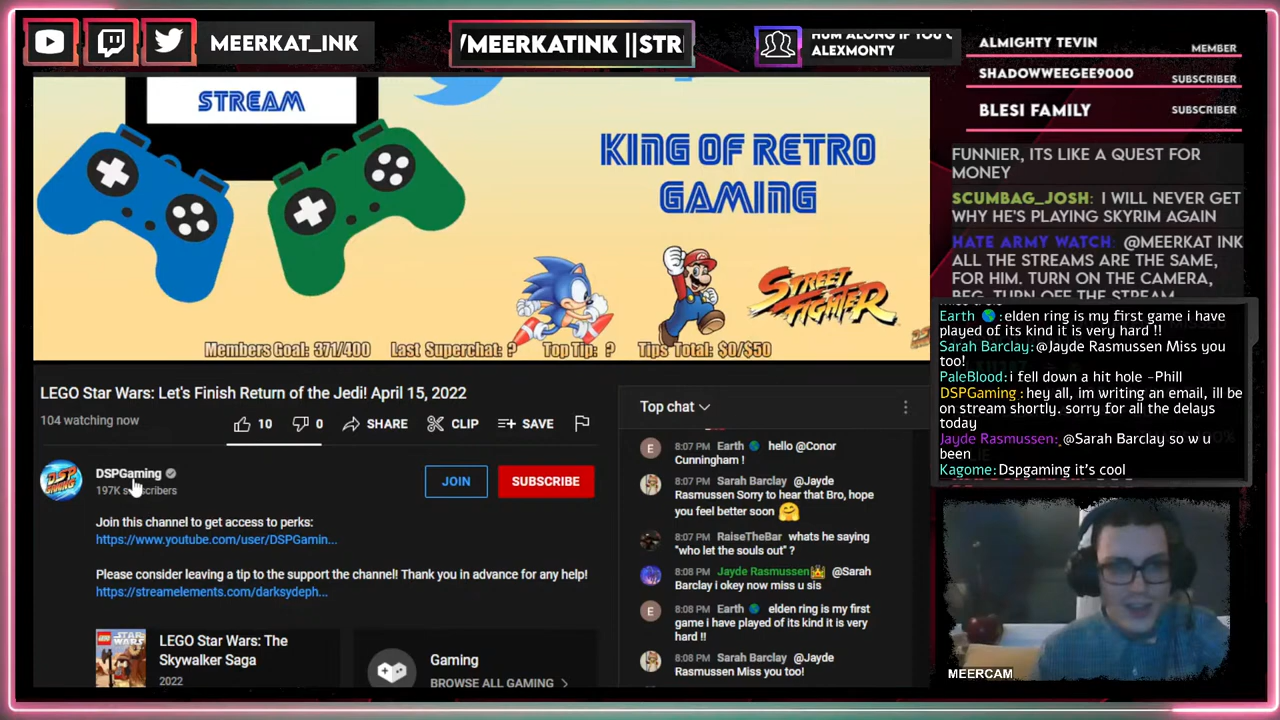 MEERKAT_INK
/MEERKATINK ||STR
HUM ALONG IF YOU'
ALEXMONTY
ALMIGHTY TEVIN MEMBER
SHADOWWEEGEE9000 SUBSCRIBER
BLESI FAMILY SUBSCRIBER
STREAM
KING OF RETRO
GAMING
STREET
FIGHTER
Members Goal: 371/400 Last Superchat: ? Top Tip: ? Tips Total: $0/$50
LEGO Star Wars: Let's Finish Return of the Jedi! April 15, 2022
104 watching now
10 0 SHARE CLIP SAVE
DSPGaming
197K subscribers
JOIN SUBSCRIBE
Join this channel to get access to perks:
https://www.youtube.com/user/DSPGamin...
Please consider leaving a tip to the support the channel! Thank you in advance for any help!
https://streamelements.com/darksydeph...
LEGO Star Wars: The
Skywalker Saga
2022
Gaming
BROWSE ALL GAMING
Top chat
8:07 PM Earth hello @Conor
Cunningham !
8:07 PM Sarah Barclay @Jayde
Rasmussen Sorry to hear that Bro, hope
you feel better soon
8:07 PM RaiseTheBar whats he saying
"who let the souls out" ?
8:08 PM Jayde Rasmussen @Sarah
Barclay i okey now miss u sis
8:08 PM Earth elden ring is my first
game i have played of its kind it is very
hard !!
8:08 PM Sarah Barclay @Jayde
Rasmussen Miss you too!
FUNNIER, ITS LIKE A QUEST FOR
MONEY
SCUMBAG_JOSH: I WILL NEVER GET
WHY HE'S PLAYING SKYRIM AGAIN
HATE ARMY WATCH: @MEERKAT INK
ALL THE STREAMS ARE THE SAME,
FOR HIM. TURN ON THE CAMERA,
BEG, TURN OFF THE STREAM
Earth : elden ring is my first game i have
played of its kind it is very hard !!
Sarah Barclay: @Jayde Rasmussen Miss you
too!
PaleBlood: i fell down a hit hole -Phill
DSPGaming: hey all, im writing an email, ill be
on stream shortly. sorry for all the delays
today
Jayde Rasmussen: @Sarah Barclay so w u
been
Kagome: Dspgaming it's cool
MEERCAM